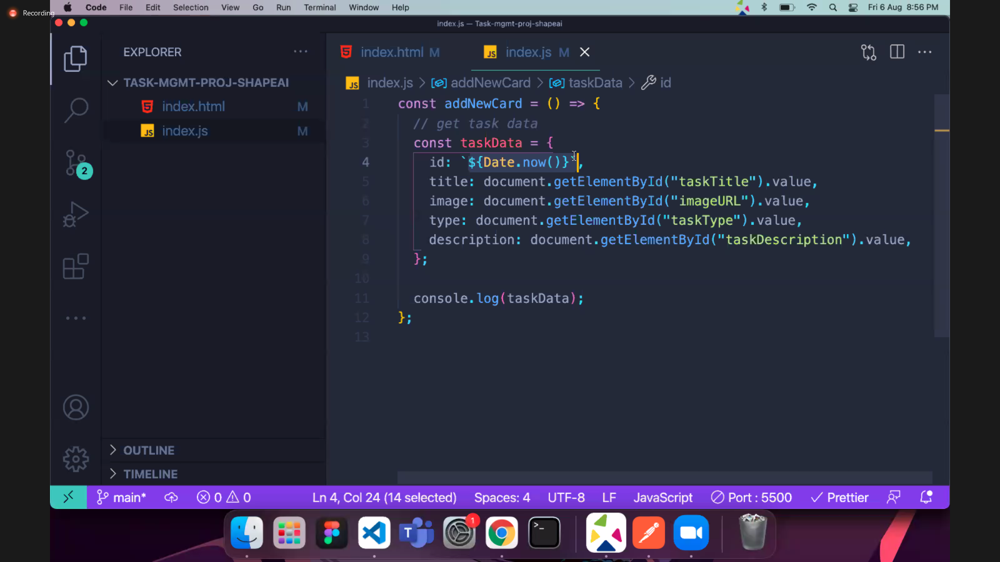 Recording
Code File Edit Selection View Go Run Terminal Window Help
Fri 6 Aug 8:56 PM
index.js — Task-mgmt-proj-shapeai
EXPLORER
TASK-MGMT-PROJ-SHAPEAI
index.html M
index.js M
OUTLINE
TIMELINE
2
index.html M
JS index.js M
JS index.js > addNewCard > taskData > id
1 const addNewCard = () => {
2 // get task data
3 const taskData = {
4 id: `${Date.now()}`,
5 title: document.getElementById("taskTitle").value,
6 image: document.getElementById("imageURL").value,
7 type: document.getElementById("taskType").value,
8 description: document.getElementById("taskDescription").value,
9 };
10
11 console.log(taskData);
12 };
13
main* 0 0 Ln 4, Col 24 (14 selected) Spaces: 4 UTF-8 LF JavaScript Port : 5500 Prettier
T 1 >_